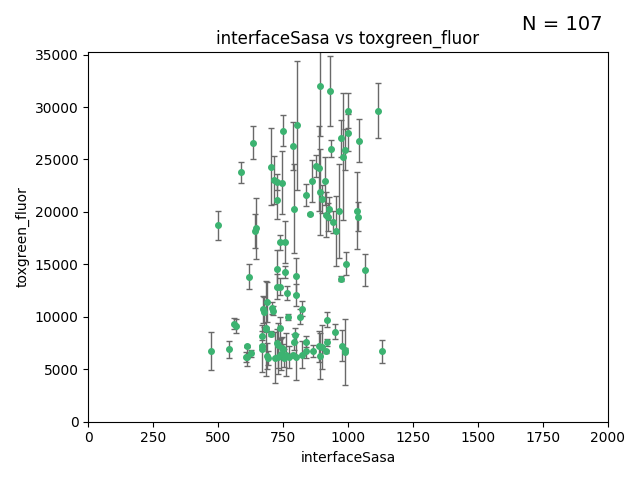 N = 107
interfaceSasa vs toxgreen_fluor
toxgreen_fluor
35000
30000
25000
20000
15000
10000
5000
0
0 250 500 750 1000 1250 1500 1750 2000
interfaceSasa